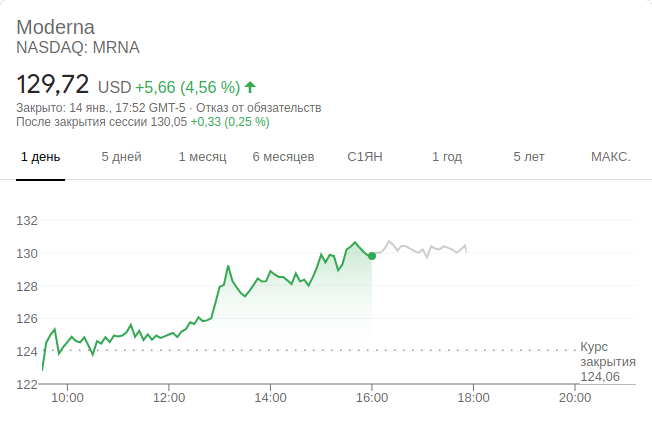 Moderna
NASDAQ: MRNA
129,72 USD +5,66 (4,56 %)
Закрыто: 14 янв., 17:52 GMT-5 · Отказ от обязательств
После закрытия сессии 130,05 +0,33 (0,25 %)
1 день 5 дней 1 месяц 6 месяцев С1ЯН 1 год 5 лет МАКС.
132
130
128
126
124
122
Курс
закрытия
124,06
10:00 12:00 14:00 16:00 18:00 20:00